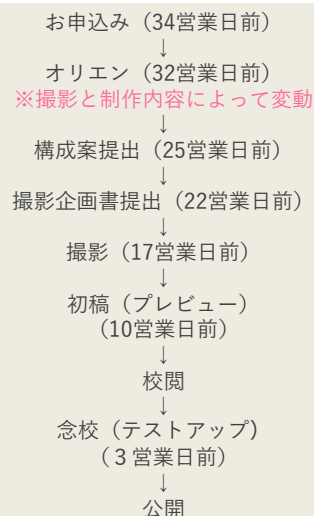 お申込み（34営業日前）
↓
オリエン（32営業日前）
※撮影と制作内容によって変動
↓
構成案提出（25営業日前）
↓
撮影企画書提出（22営業日前）
↓
撮影（17営業日前）
↓
初稿（プレビュー）
（10営業日前）
↓
校閲
↓
念校（テストアップ)
（３営業日前）
↓
公開